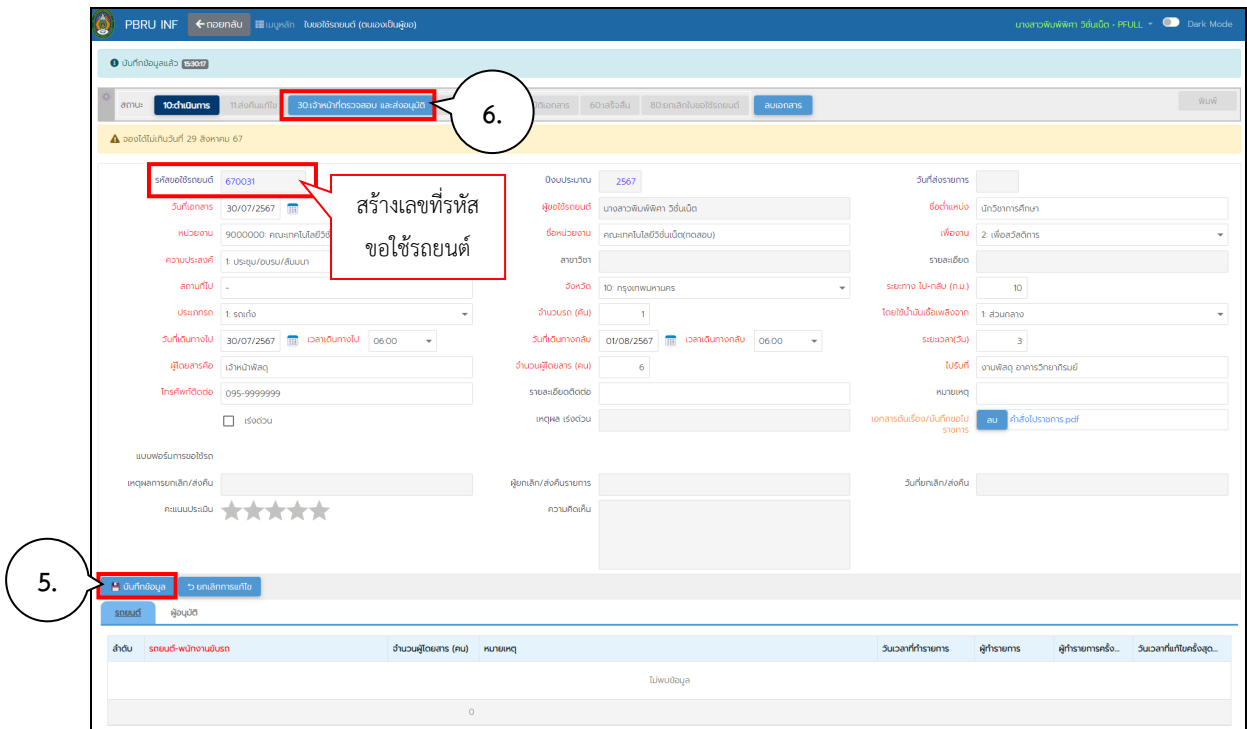 PBRU INF ถอยกลับ เมนูหลัก ใบขอใช้รถยนต์ (ตนเองเป็นผู้ขอ) นางสาวพิมพ์พิศา วิชั่นเน็ต - PFULL Dark Mode
บันทึกข้อมูลแล้ว 15:30:17
สถานะ 10:ดำเนินการ 11:ส่งคืนแก้ไข 30:เจ้าหน้าที่ตรวจสอบ และส่งอนุมัติ 60:เสร็จสิ้น 80:ยกเลิกใบขอใช้รถยนต์ ลบเอกสาร พิมพ์
6.
จองได้ไม่เกินวันที่ 29 สิงหาคม 67
รหัสขอใช้รถยนต์ 670031 ปีงบประมาณ 2567 วันที่ส่งรายการ
สร้างเลขที่รหัส
ขอใช้รถยนต์
วันที่เอกสาร 30/07/2567 ผู้ขอใช้รถยนต์ นางสาวพิมพ์พิศา วิชั่นเน็ต ชื่อตำแหน่ง นักวิชาการศึกษา
หน่วยงาน 9000000: คณะเทคโนโลยีวิชั่ ชื่อหน่วยงาน คณะเทคโนโลยีวิชั่นเน็ต(ทดสอบ) เพื่องาน 2: เพื่อสวัสดิการ
ความประสงค์ 1: ประชุม/อบรม/สัมมนา สาขาวิชา รายละเอียด
สถานที่ไป - จังหวัด 10: กรุงเทพมหานคร ระยะทาง ไป-กลับ (ก.ม.) 10
ประเภทรถ 1: รถเก๋ง จำนวนรถ (คัน) 1 โดยใช้น้ำมันเชื้อเพลิงจาก 1: ส่วนกลาง
วันที่เดินทางไป 30/07/2567 เวลาเดินทางไป 06:00 วันที่เดินทางกลับ 01/08/2567 เวลาเดินทางกลับ 06:00 ระยะเวลา(วัน) 3
ผู้โดยสารคือ เจ้าหน้าพัสดุ จำนวนผู้โดยสาร (คน) 6 ไปรับที่ งานพัสดุ อาคารวิทยาภิรมย์
โทรศัพท์ติดต่อ 095-9999999 รายละเอียดติดต่อ หมายเหตุ
เร่งด่วน เหตุผล เร่งด่วน เอกสารต้นเรื่อง/บันทึกขอไปราชการ ลบ คำสั่งไปราชการ.pdf
แบบฟอร์มการขอใช้รถ
เหตุผลการยกเลิก/ส่งคืน ผู้ยกเลิก/ส่งคืนรายการ วันที่ยกเลิก/ส่งคืน
คะแนนประเมิน ความคิดเห็น
5.
บันทึกข้อมูล ยกเลิกการแก้ไข
รถยนต์ ผู้อนุมัติ
ลำดับ รถยนต์-พนักงานขับรถ จำนวนผู้โดยสาร (คน) หมายเหตุ วันเวลาที่ทำรายการ ผู้ทำรายการ ผู้ทำรายการครั้ง... วันเวลาที่แก้ไขครั้งสุด...
ไม่พบข้อมูล
0